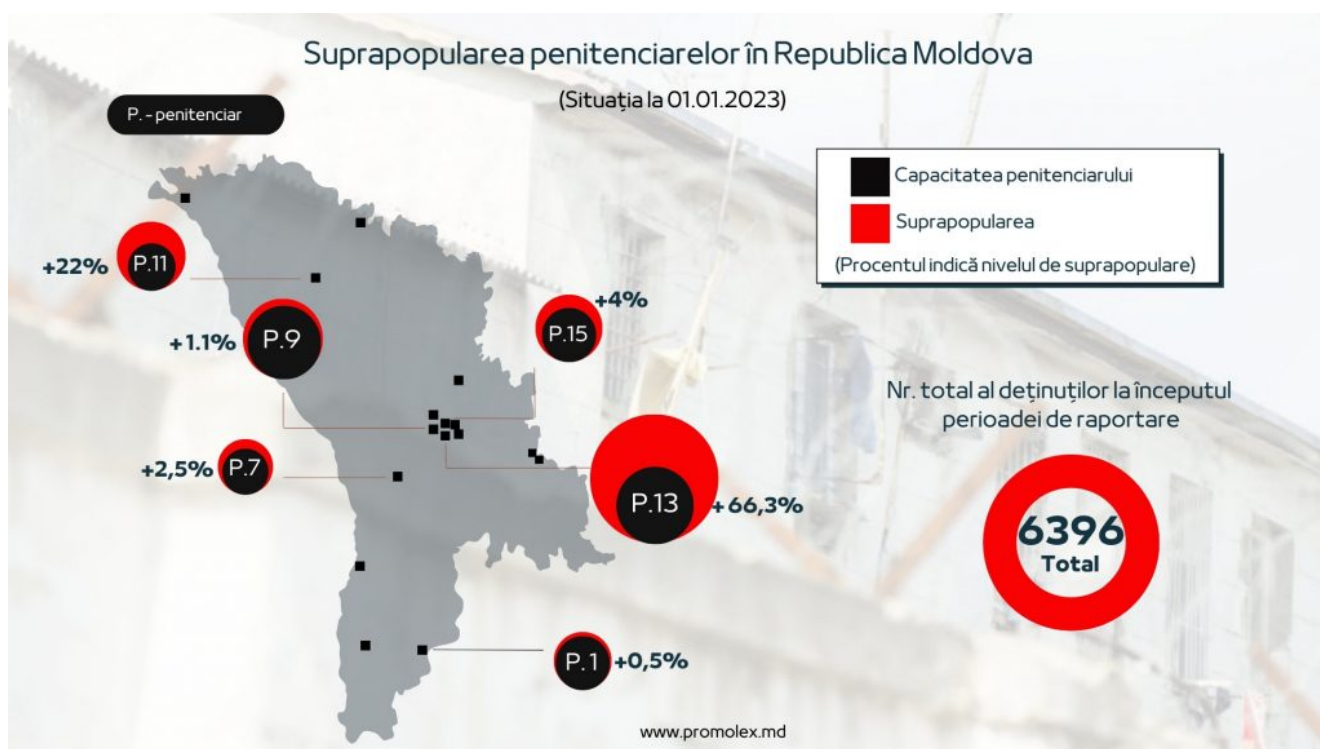 Suprapopularea penitenciarelor în Republica Moldova
(Situația la 01.01.2023)
P. - penitenciar
Capacitatea penitenciarului
Suprapopularea
(Procentul indică nivelul de suprapopulare)
P.11
+22%
P.9
+1.1%
P.15
+4%
P.7
+2,5%
P.13
+66,3%
P.1
+0,5%
Nr. total al deținuților la începutul
perioadei de raportare
6396
Total
www.promolex.md